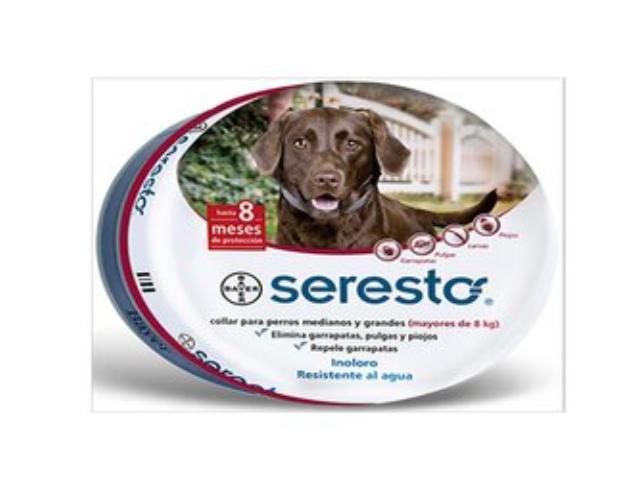 hasta 8
meses
de protección
Garrapatas
Pulgas
Larvas
Piojos
BAYER
seresto®
collar para perros medianos y grandes (mayores de 8 kg)
Elimina garrapatas, pulgas y piojos
Repele garrapatas
Inoloro
Resistente al agua
seresto
Bayer
seresto